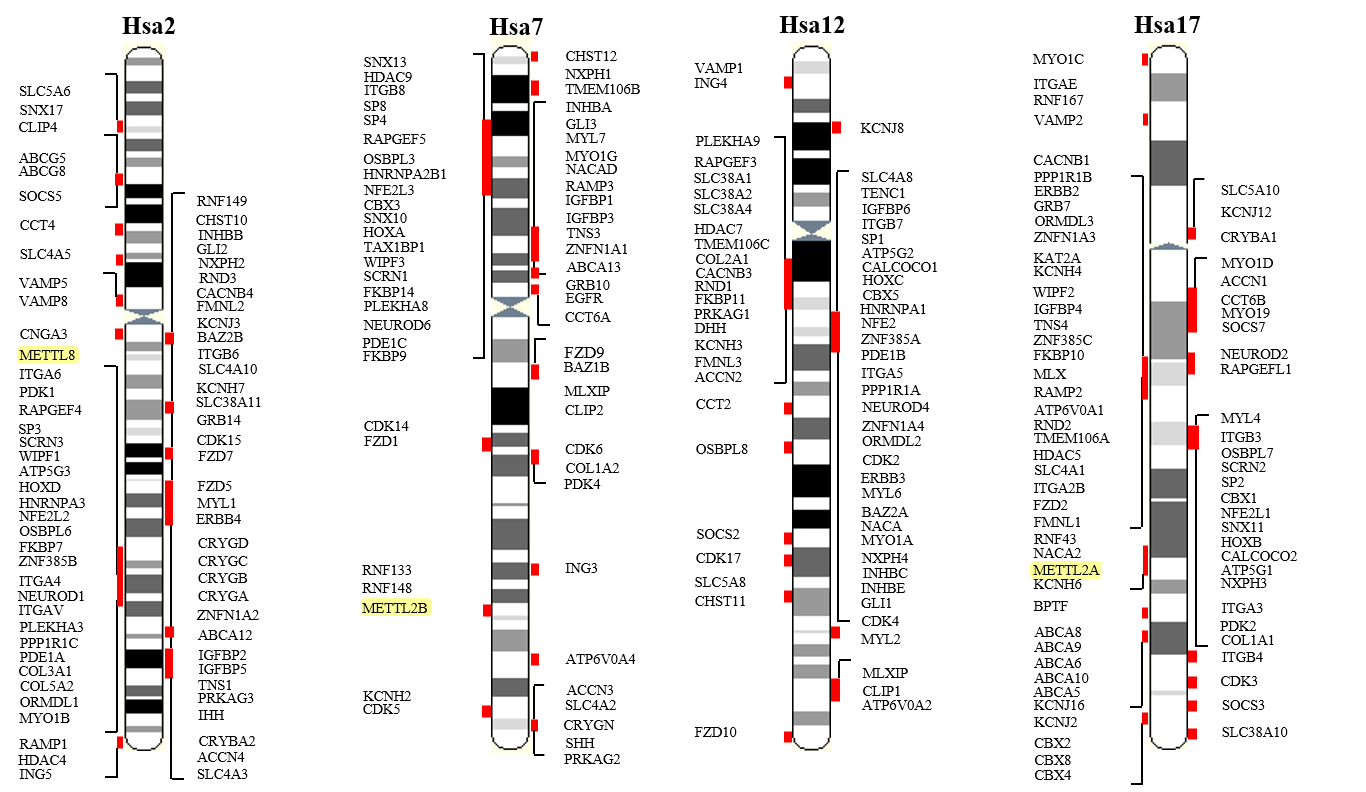 Hsa2
SLC5A6
SNX17
CLIP4
ABCG5
ABCG8
SOCS5
CCT4
SLC4A5
VAMP5
VAMP8
CNGA3
METTL8
ITGA6
PDK1
RAPGEF4
SP3
SCRN3
WIPF1
ATP5G3
HOXD
HNRNPA3
NFE2L2
OSBPL6
FKBP7
ZNF385B
ITGA4
NEUROD1
ITGAV
PLEKHA3
PPP1R1C
PDE1A
COL3A1
COL5A2
ORMDL1
MYO1B
RAMP1
HDAC4
ING5
RNF149
CHST10
INHBB
GLI2
NXPH2
RND3
CACNB4
FMNL2
KCNJ3
BAZ2B
ITGB6
SLC4A10
KCNH7
SLC38A11
GRB14
CDK15
FZD7
FZD5
MYL1
ERBB4
CRYGD
CRYGC
CRYGB
CRYGA
ZNFN1A2
ABCA12
IGFBP2
IGFBP5
TNS1
PRKAG3
IHH
CRYBA2
ACCN4
SLC4A3
Hsa7
SNX13
HDAC9
ITGB8
SP8
SP4
RAPGEF5
OSBPL3
HNRNPA2B1
NFE2L3
CBX3
SNX10
HOXA
TAX1BP1
WIPF3
SCRN1
FKBP14
PLEKHA8
NEUROD6
PDE1C
FKBP9
CDK14
FZD1
RNF133
RNF148
METTL2B
KCNH2
CDK5
CHST12
NXPH1
TMEM106B
INHBA
GLI3
MYL7
MYO1G
NACAD
RAMP3
IGFBP1
IGFBP3
TNS3
ZNFN1A1
ABCA13
GRB10
EGFR
CCT6A
FZD9
BAZ1B
MLXIP
CLIP2
CDK6
COL1A2
PDK4
ING3
ATP6V0A4
ACCN3
SLC4A2
CRYGN
SHH
PRKAG2
Hsa12
VAMP1
ING4
PLEKHA9
RAPGEF3
SLC38A1
SLC38A2
SLC38A4
HDAC7
TMEM106C
COL2A1
CACNB3
RND1
FKBP11
PRKAG1
DHH
KCNH3
FMNL3
ACCN2
CCT2
OSBPL8
SOCS2
CDK17
SLC5A8
CHST11
FZD10
KCNJ8
SLC4A8
TENC1
IGFBP6
ITGB7
SP1
ATP5G2
CALCOCO1
HOXC
CBX5
HNRNPA1
NFE2
ZNF385A
PDE1B
ITGA5
PPP1R1A
NEUROD4
ZNFN1A4
ORMDL2
CDK2
ERBB3
MYL6
BAZ2A
NACA
MYO1A
NXPH4
INHBC
INHBE
GLI1
CDK4
MYL2
MLXIP
CLIP1
ATP6V0A2
Hsa17
MYO1C
ITGAE
RNF167
VAMP2
CACNB1
PPP1R1B
ERBB2
GRB7
ORMDL3
ZNFN1A3
KAT2A
KCNH4
WIPF2
IGFBP4
TNS4
ZNF385C
FKBP10
MLX
RAMP2
ATP6V0A1
RND2
TMEM106A
HDAC5
SLC4A1
ITGA2B
FZD2
FMNL1
RNF43
NACA2
METTL2A
KCNH6
BPTF
ABCA8
ABCA9
ABCA6
ABCA10
ABCA5
KCNJ16
KCNJ2
CBX2
CBX8
CBX4
SLC5A10
KCNJ12
CRYBA1
MYO1D
ACCN1
CCT6B
MYO19
SOCS7
NEUROD2
RAPGEFL1
MYL4
ITGB3
OSBPL7
SCRN2
SP2
CBX1
NFE2L1
SNX11
HOXB
CALCOCO2
ATP5G1
NXPH3
ITGA3
PDK2
COL1A1
ITGB4
CDK3
SOCS3
SLC38A10